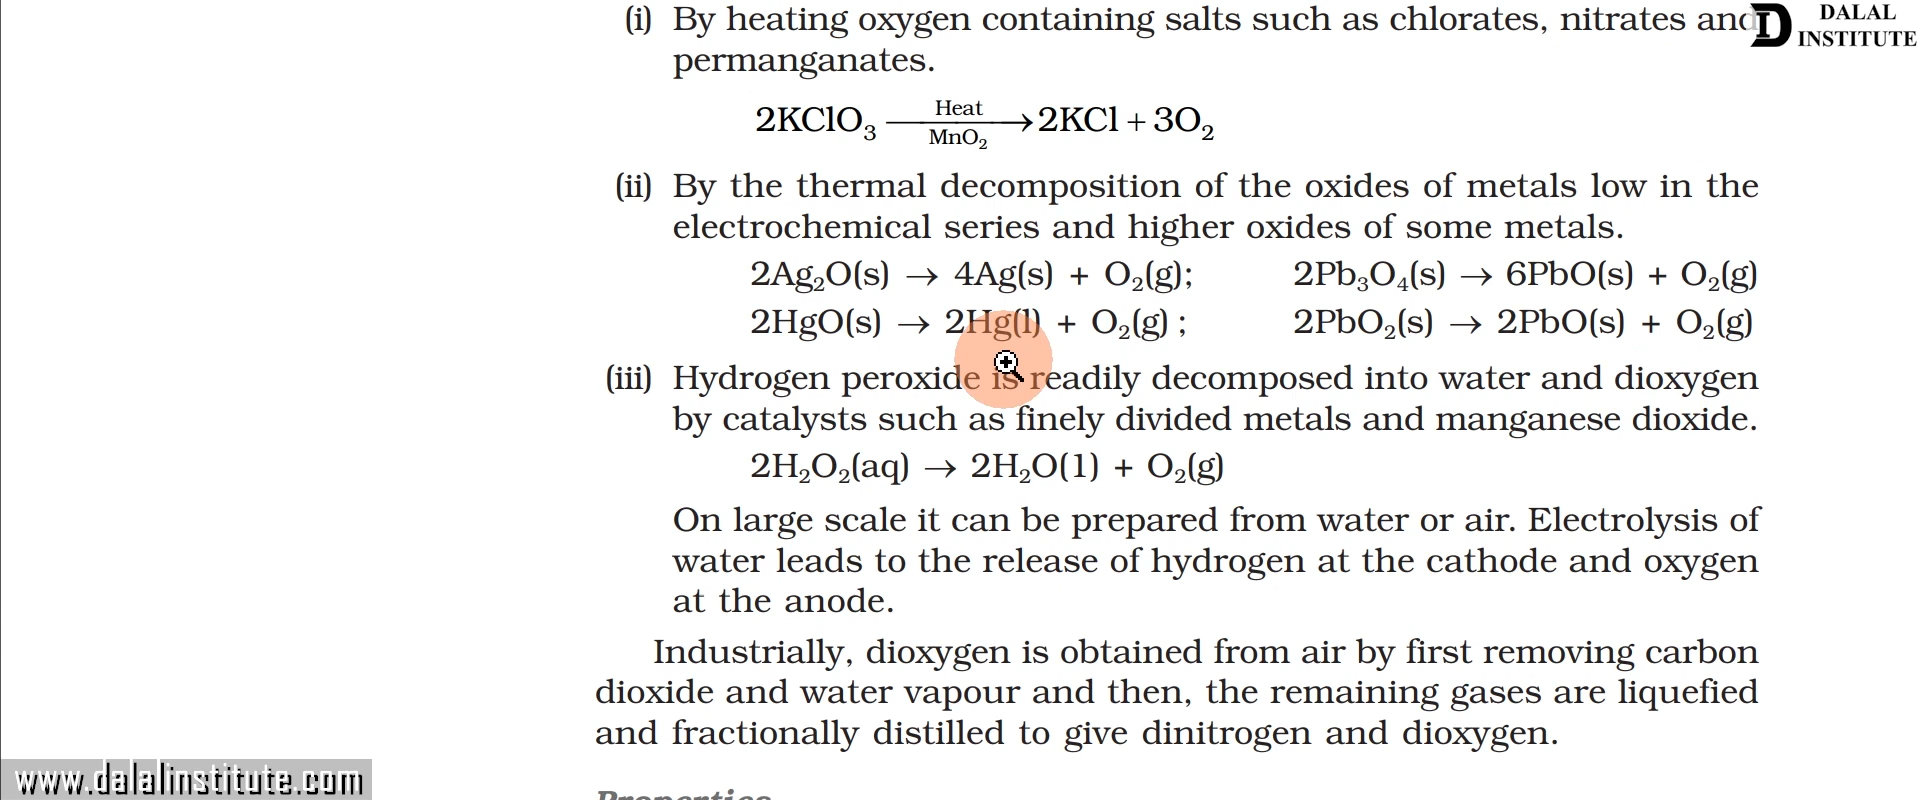 (i) By heating oxygen containing salts such as chlorates, nitrates and
permanganates.
2KClO₃ Heat MnO₂ → 2KCl + 3O₂
(ii) By the thermal decomposition of the oxides of metals low in the
electrochemical series and higher oxides of some metals.
2Ag₂O(s) → 4Ag(s) + O₂(g); 2Pb₃O₄(s) → 6PbO(s) + O₂(g)
2HgO(s) → 2Hg(l) + O₂(g) ; 2PbO₂(s) → 2PbO(s) + O₂(g)
(iii) Hydrogen peroxide is readily decomposed into water and dioxygen
by catalysts such as finely divided metals and manganese dioxide.
2H₂O₂(aq) → 2H₂O(1) + O₂(g)
On large scale it can be prepared from water or air. Electrolysis of
water leads to the release of hydrogen at the cathode and oxygen
at the anode.
Industrially, dioxygen is obtained from air by first removing carbon
dioxide and water vapour and then, the remaining gases are liquefied
and fractionally distilled to give dinitrogen and dioxygen.
Properties
DALAL
INSTITUTE
www.dalalinstitute.com